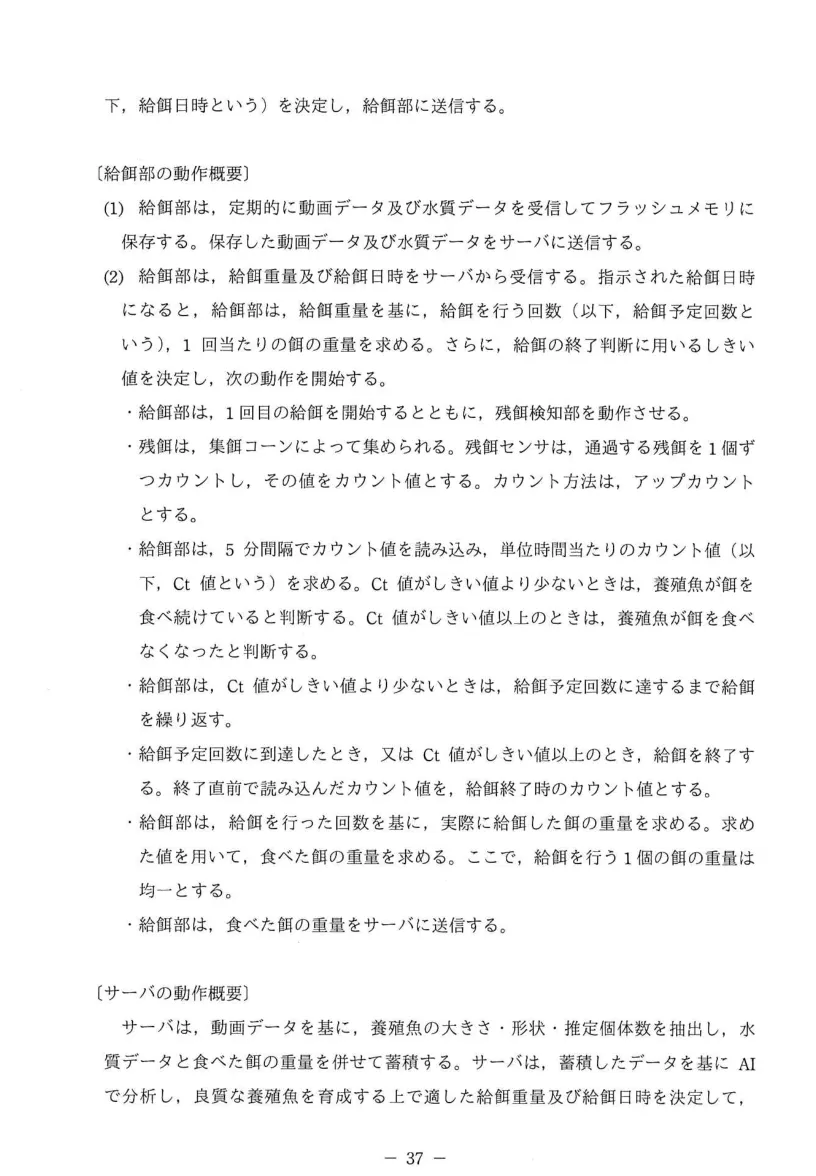 下，給餌日時という）を決定し，給餌部に送信する。
〔給餌部の動作概要〕
(1) 給餌部は，定期的に動画データ及び水質データを受信してフラッシュメモリに
保存する。保存した動画データ及び水質データをサーバに送信する。
(2) 給餌部は，給餌重量及び給餌日時をサーバから受信する。指示された給餌日時
になると，給餌部は，給餌重量を基に，給餌を行う回数（以下，給餌予定回数と
いう），1 回当たりの餌の重量を求める。さらに，給餌の終了判断に用いるしきい
値を決定し，次の動作を開始する。
・給餌部は，1回目の給餌を開始するとともに，残餌検知部を動作させる。
・残餌は，集餌コーンによって集められる。残餌センサは，通過する残餌を1個ず
つカウントし，その値をカウント値とする。カウント方法は，アップカウント
とする。
・給餌部は，5 分間隔でカウント値を読み込み，単位時間当たりのカウント値（以
下，Ct 値という）を求める。Ct 値がしきい値より少ないときは，養殖魚が餌を
食べ続けていると判断する。Ct 値がしきい値以上のときは，養殖魚が餌を食べ
なくなったと判断する。
・給餌部は，Ct 値がしきい値より少ないときは，給餌予定回数に達するまで給餌
を繰り返す。
・給餌予定回数に到達したとき，又は Ct 値がしきい値以上のとき，給餌を終了す
る。終了直前で読み込んだカウント値を，給餌終了時のカウント値とする。
・給餌部は，給餌を行った回数を基に，実際に給餌した餌の重量を求める。求め
た値を用いて，食べた餌の重量を求める。ここで，給餌を行う1個の餌の重量は
均一とする。
・給餌部は，食べた餌の重量をサーバに送信する。
〔サーバの動作概要〕
サーバは，動画データを基に，養殖魚の大きさ・形状・推定個体数を抽出し，水
質データと食べた餌の重量を併せて蓄積する。サーバは，蓄積したデータを基に AI
で分析し，良質な養殖魚を育成する上で適した給餌重量及び給餌日時を決定して，
－ 37 －